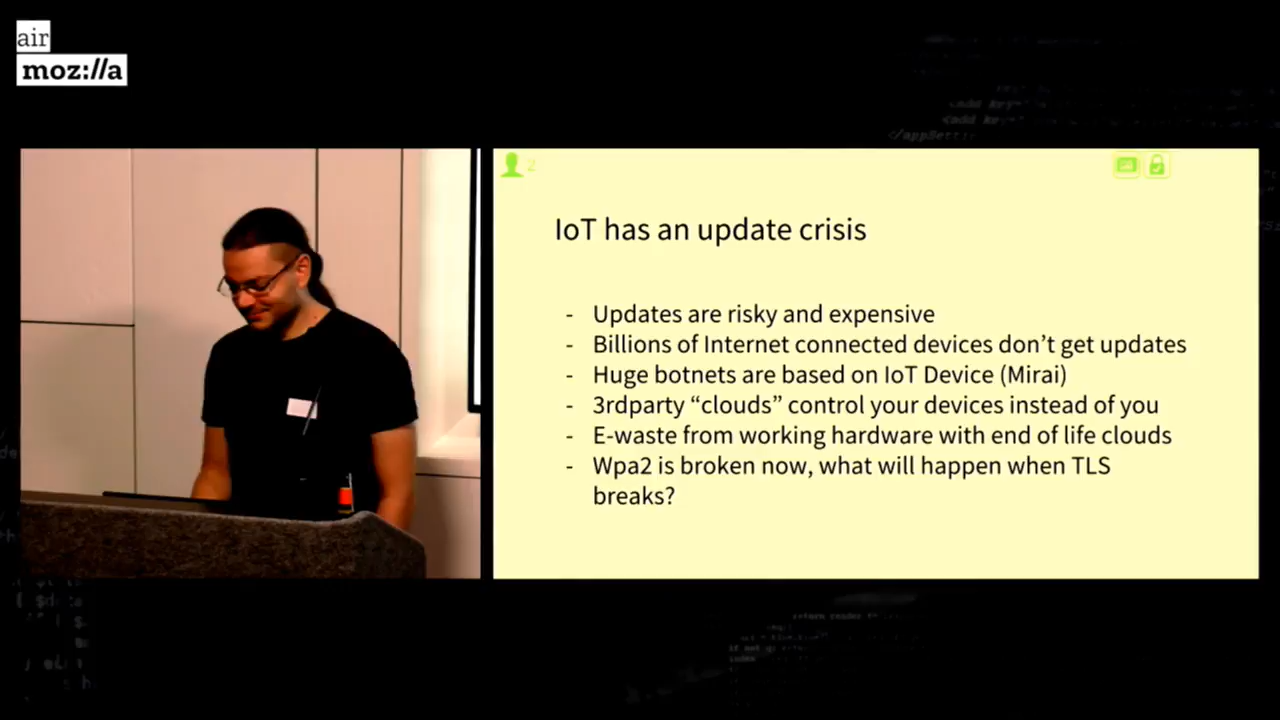 air
moz://a
2
IoT has an update crisis
- Updates are risky and expensive
- Billions of Internet connected devices don't get updates
- Huge botnets are based on IoT Device (Mirai)
- 3rdparty “clouds” control your devices instead of you
- E-waste from working hardware with end of life clouds
- Wpa2 is broken now, what will happen when TLS
breaks?